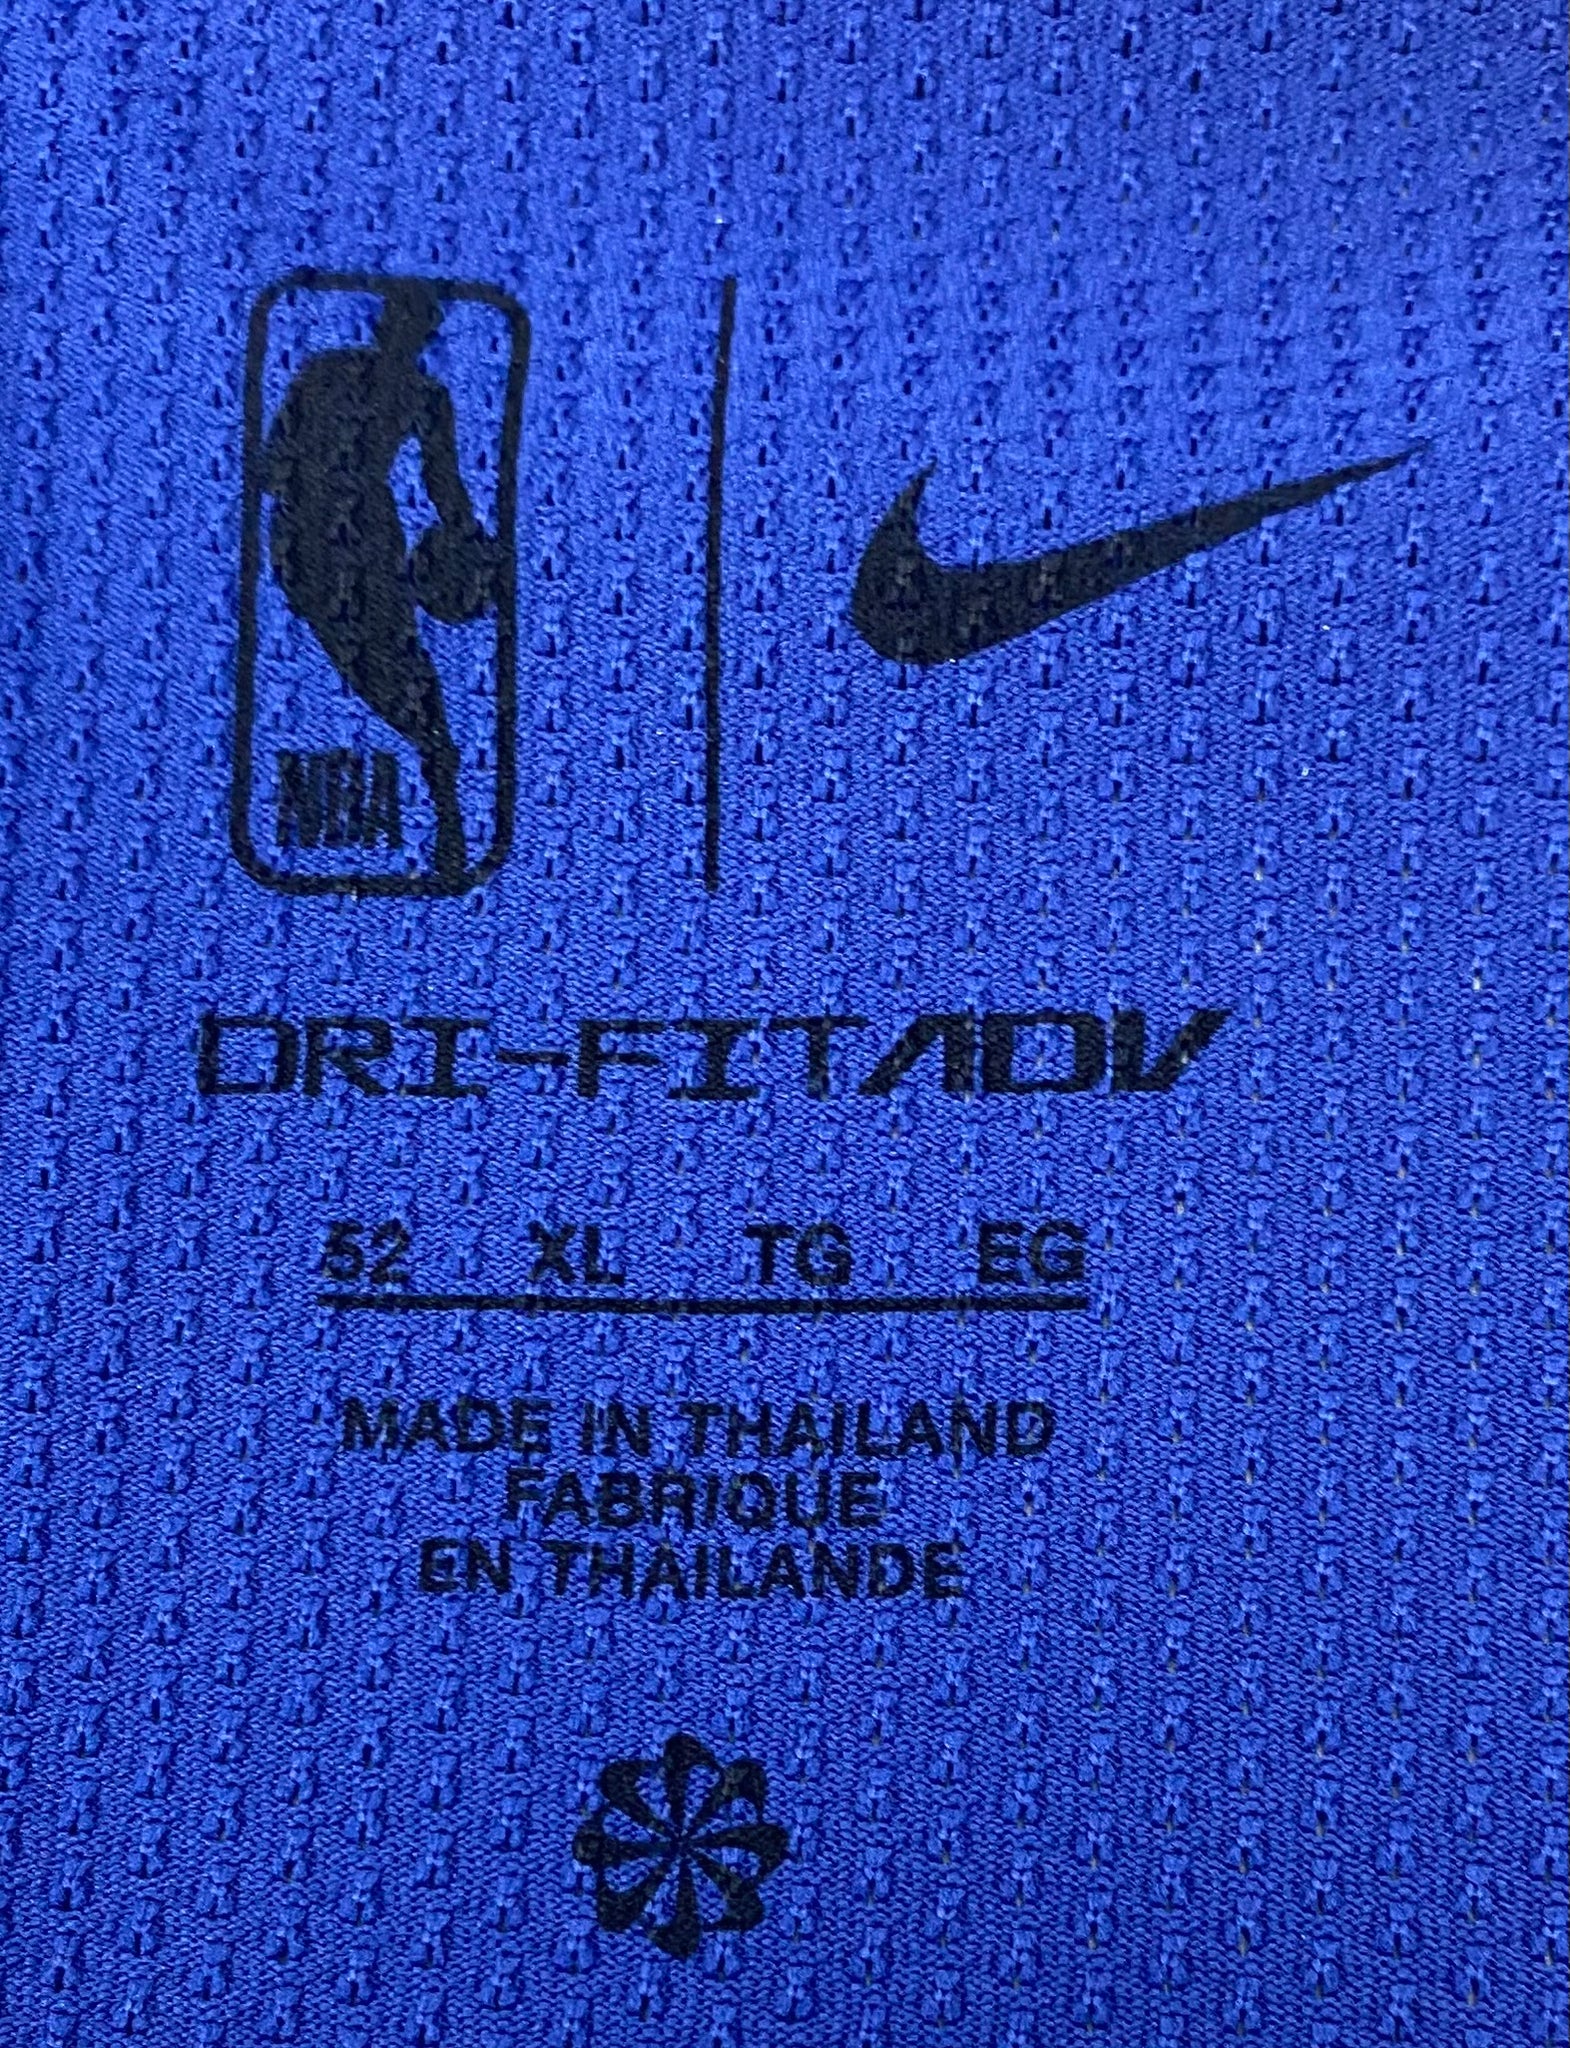 NBA
DRI-FIT ADV
52 XL TG EG
MADE IN THAILAND
FABRIQUE
EN THAILANDE